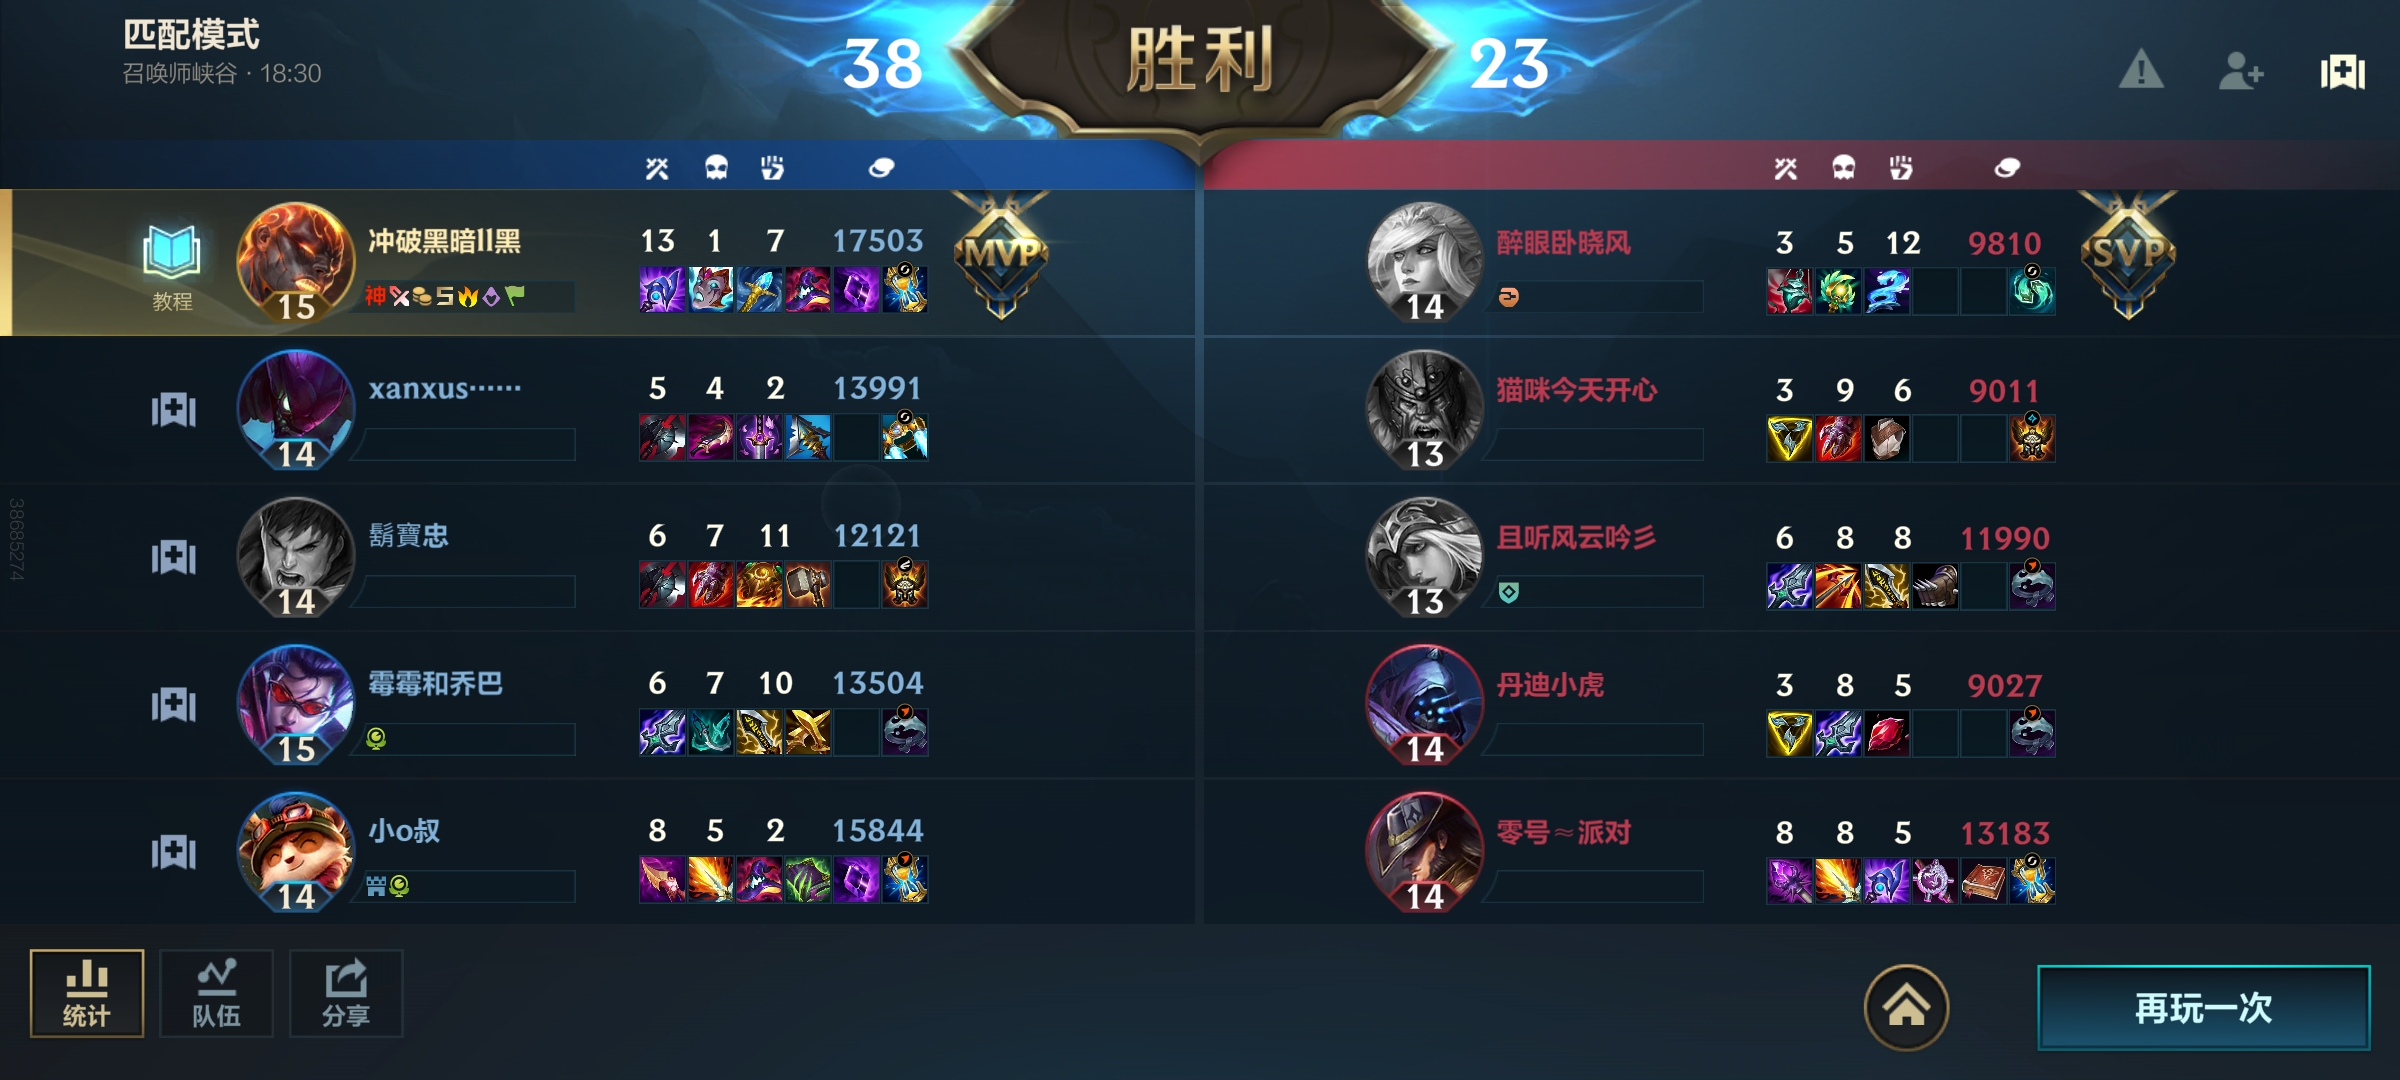 匹配模式
召唤师峡谷 · 18:30
38
胜利
23
教程
15
冲破黑暗ll黑
神 5
13 1 7 17503
MVP
14
醉眼卧晓风
3 5 12 9810
SVP
14
xanxus······
5 4 2 13991
13
猫咪今天开心
3 9 6 9011
14
鬍寶忠
6 7 11 12121
13
且听风云吟彡
6 8 8 11990
15
霉霉和乔巴
6 7 10 13504
14
丹迪小虎
3 8 5 9027
14
小o叔
8 5 2 15844
14
零号≈派对
8 8 5 13183
38685274
统计
队伍
分享
再玩一次